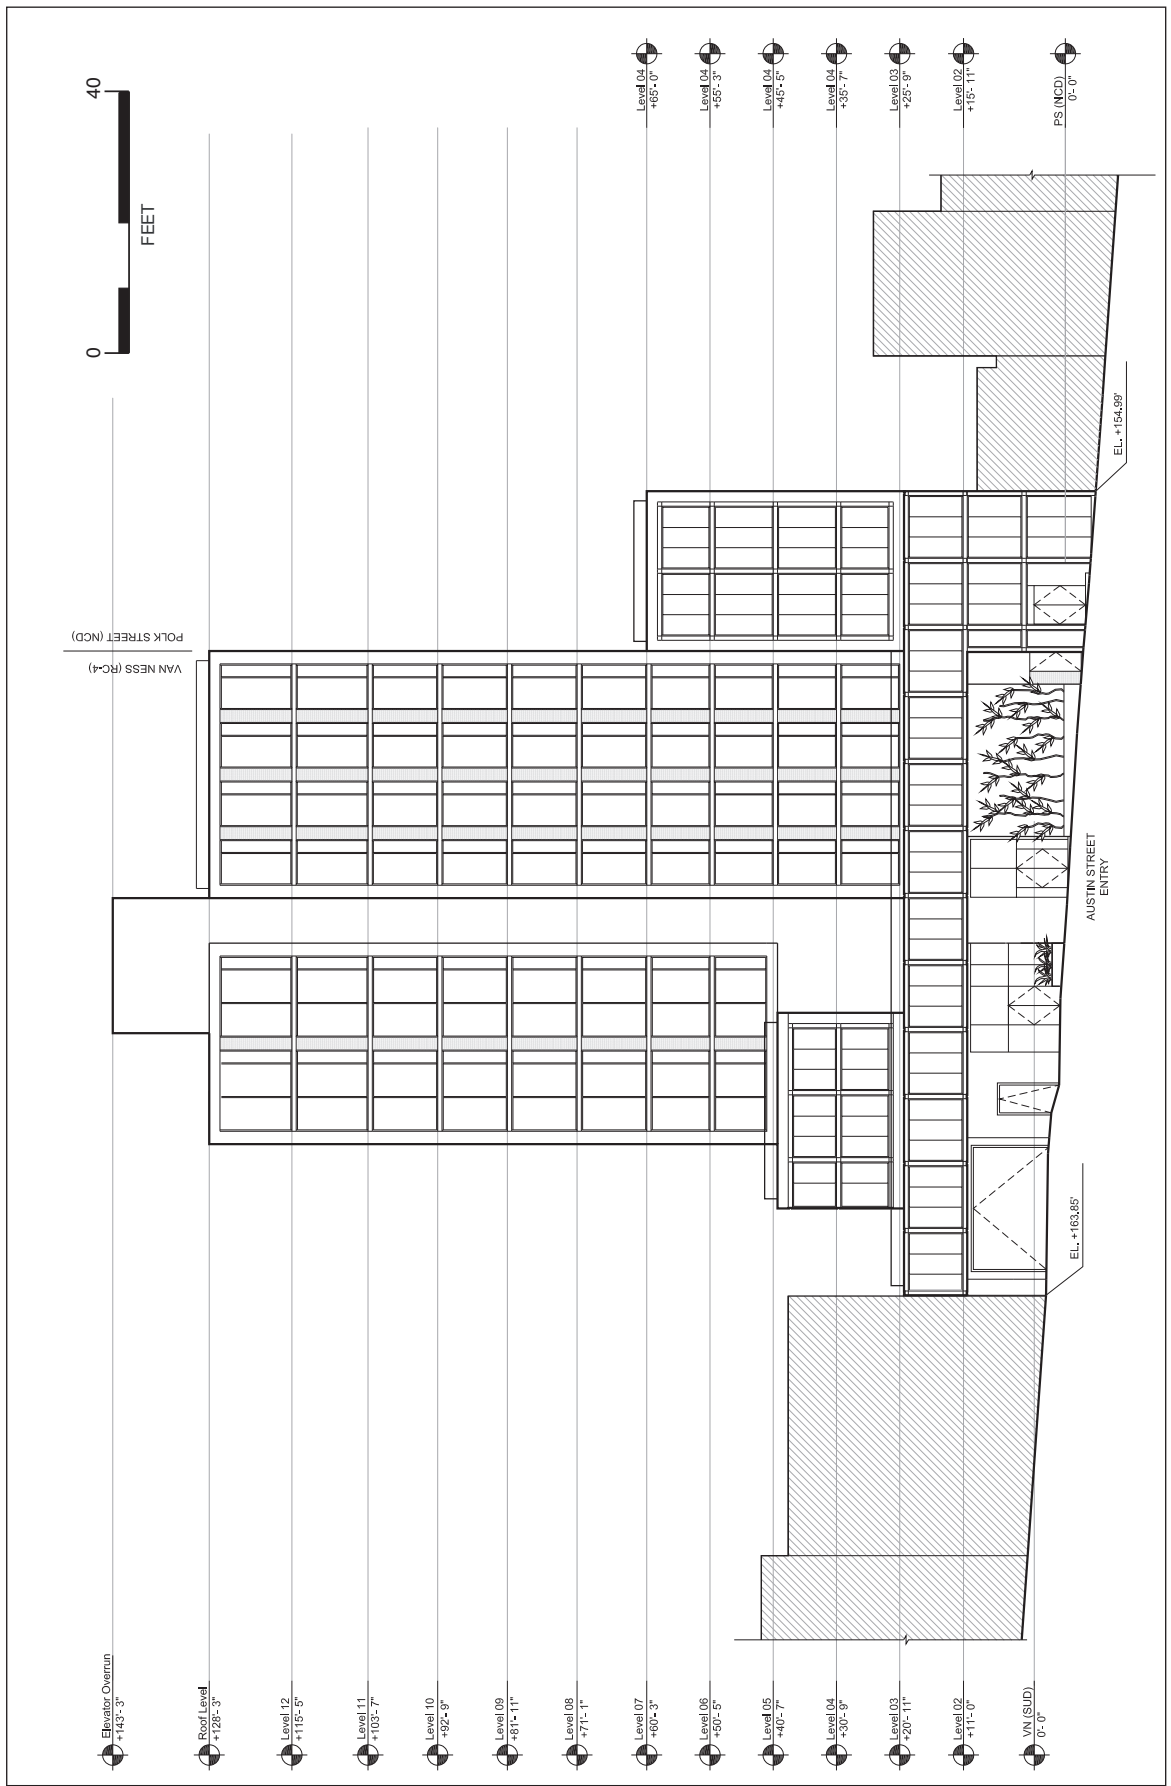 Elevator Overrun
+143'- 3"
Roof Level
+128'- 3"
Level 12
+115'- 5"
Level 11
+103'- 7"
Level 10
+92'- 9"
Level 09
+81'- 11"
Level 08
+71'- 1"
Level 07
+60'- 3"
Level 06
+50'- 5"
Level 05
+40'- 7"
Level 04
+30'- 9"
Level 03
+20'- 11"
Level 02
+11'- 0"
VN (SUD)
0'- 0"
EL. +163.85'
AUSTIN STREET
ENTRY
VAN NESS (RC-4)
POLK STREET (NCD)
EL. +154.99'
0
40
FEET
Level 04
+65'- 0"
Level 04
+55'- 3"
Level 04
+45'- 5"
Level 04
+35'- 7"
Level 03
+25'- 9"
Level 02
+15'- 11"
PS (NCD)
0'- 0"